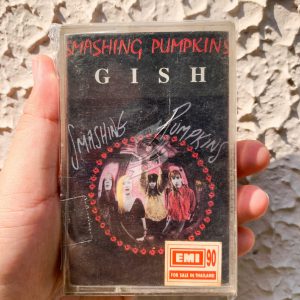 SMASHING PUMPKINS
GISH
SMASHING PUMPKINS
EMI 90
FOR SALE IN THAILAND